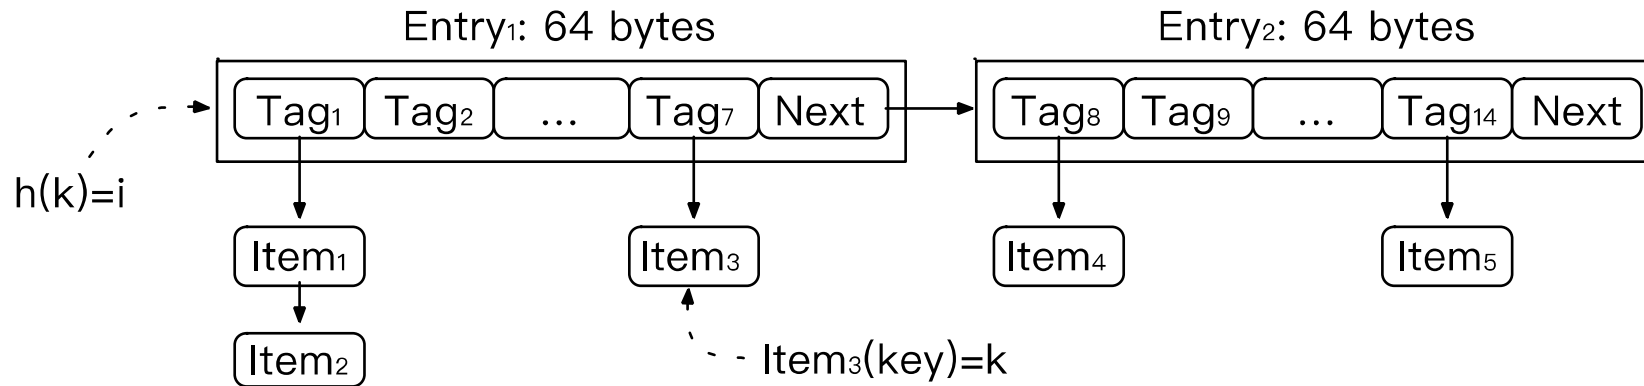 Entry₁: 64 bytes
Entry₂: 64 bytes
Tag₁ Tag₂ ... Tag₇ Next
Tag₈ Tag₉ ... Tag₁₄ Next
h(k)=i
Item₁
Item₃
Item₄
Item₅
Item₂
Item₃(key)=k